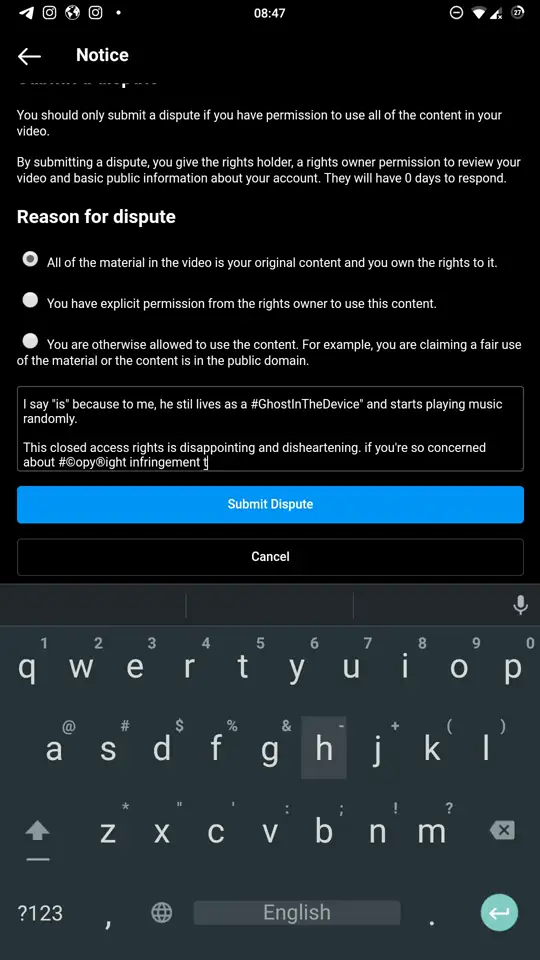 08:47
27
Notice
Submit a dispute
You should only submit a dispute if you have permission to use all of the content in your
video.
By submitting a dispute, you give the rights holder, a rights owner permission to review your
video and basic public information about your account. They will have 0 days to respond.
Reason for dispute
All of the material in the video is your original content and you own the rights to it.
You have explicit permission from the rights owner to use this content.
You are otherwise allowed to use the content. For example, you are claiming a fair use
of the material or the content is in the public domain.
I say "is" because to me, he stil lives as a #GhostInTheDevice" and starts playing music
randomly.
This closed access rights is disappointing and disheartening. if you're so concerned
about #©opy®ight infringement t
Submit Dispute
Cancel
1 2 3 4 5 6 7 8 9 0
q w e r t y u i o p
@ # $ % & - + ( )
a s d f g h j k l
* " ' : ; ! ?
z x c v b n m
?123 , English .